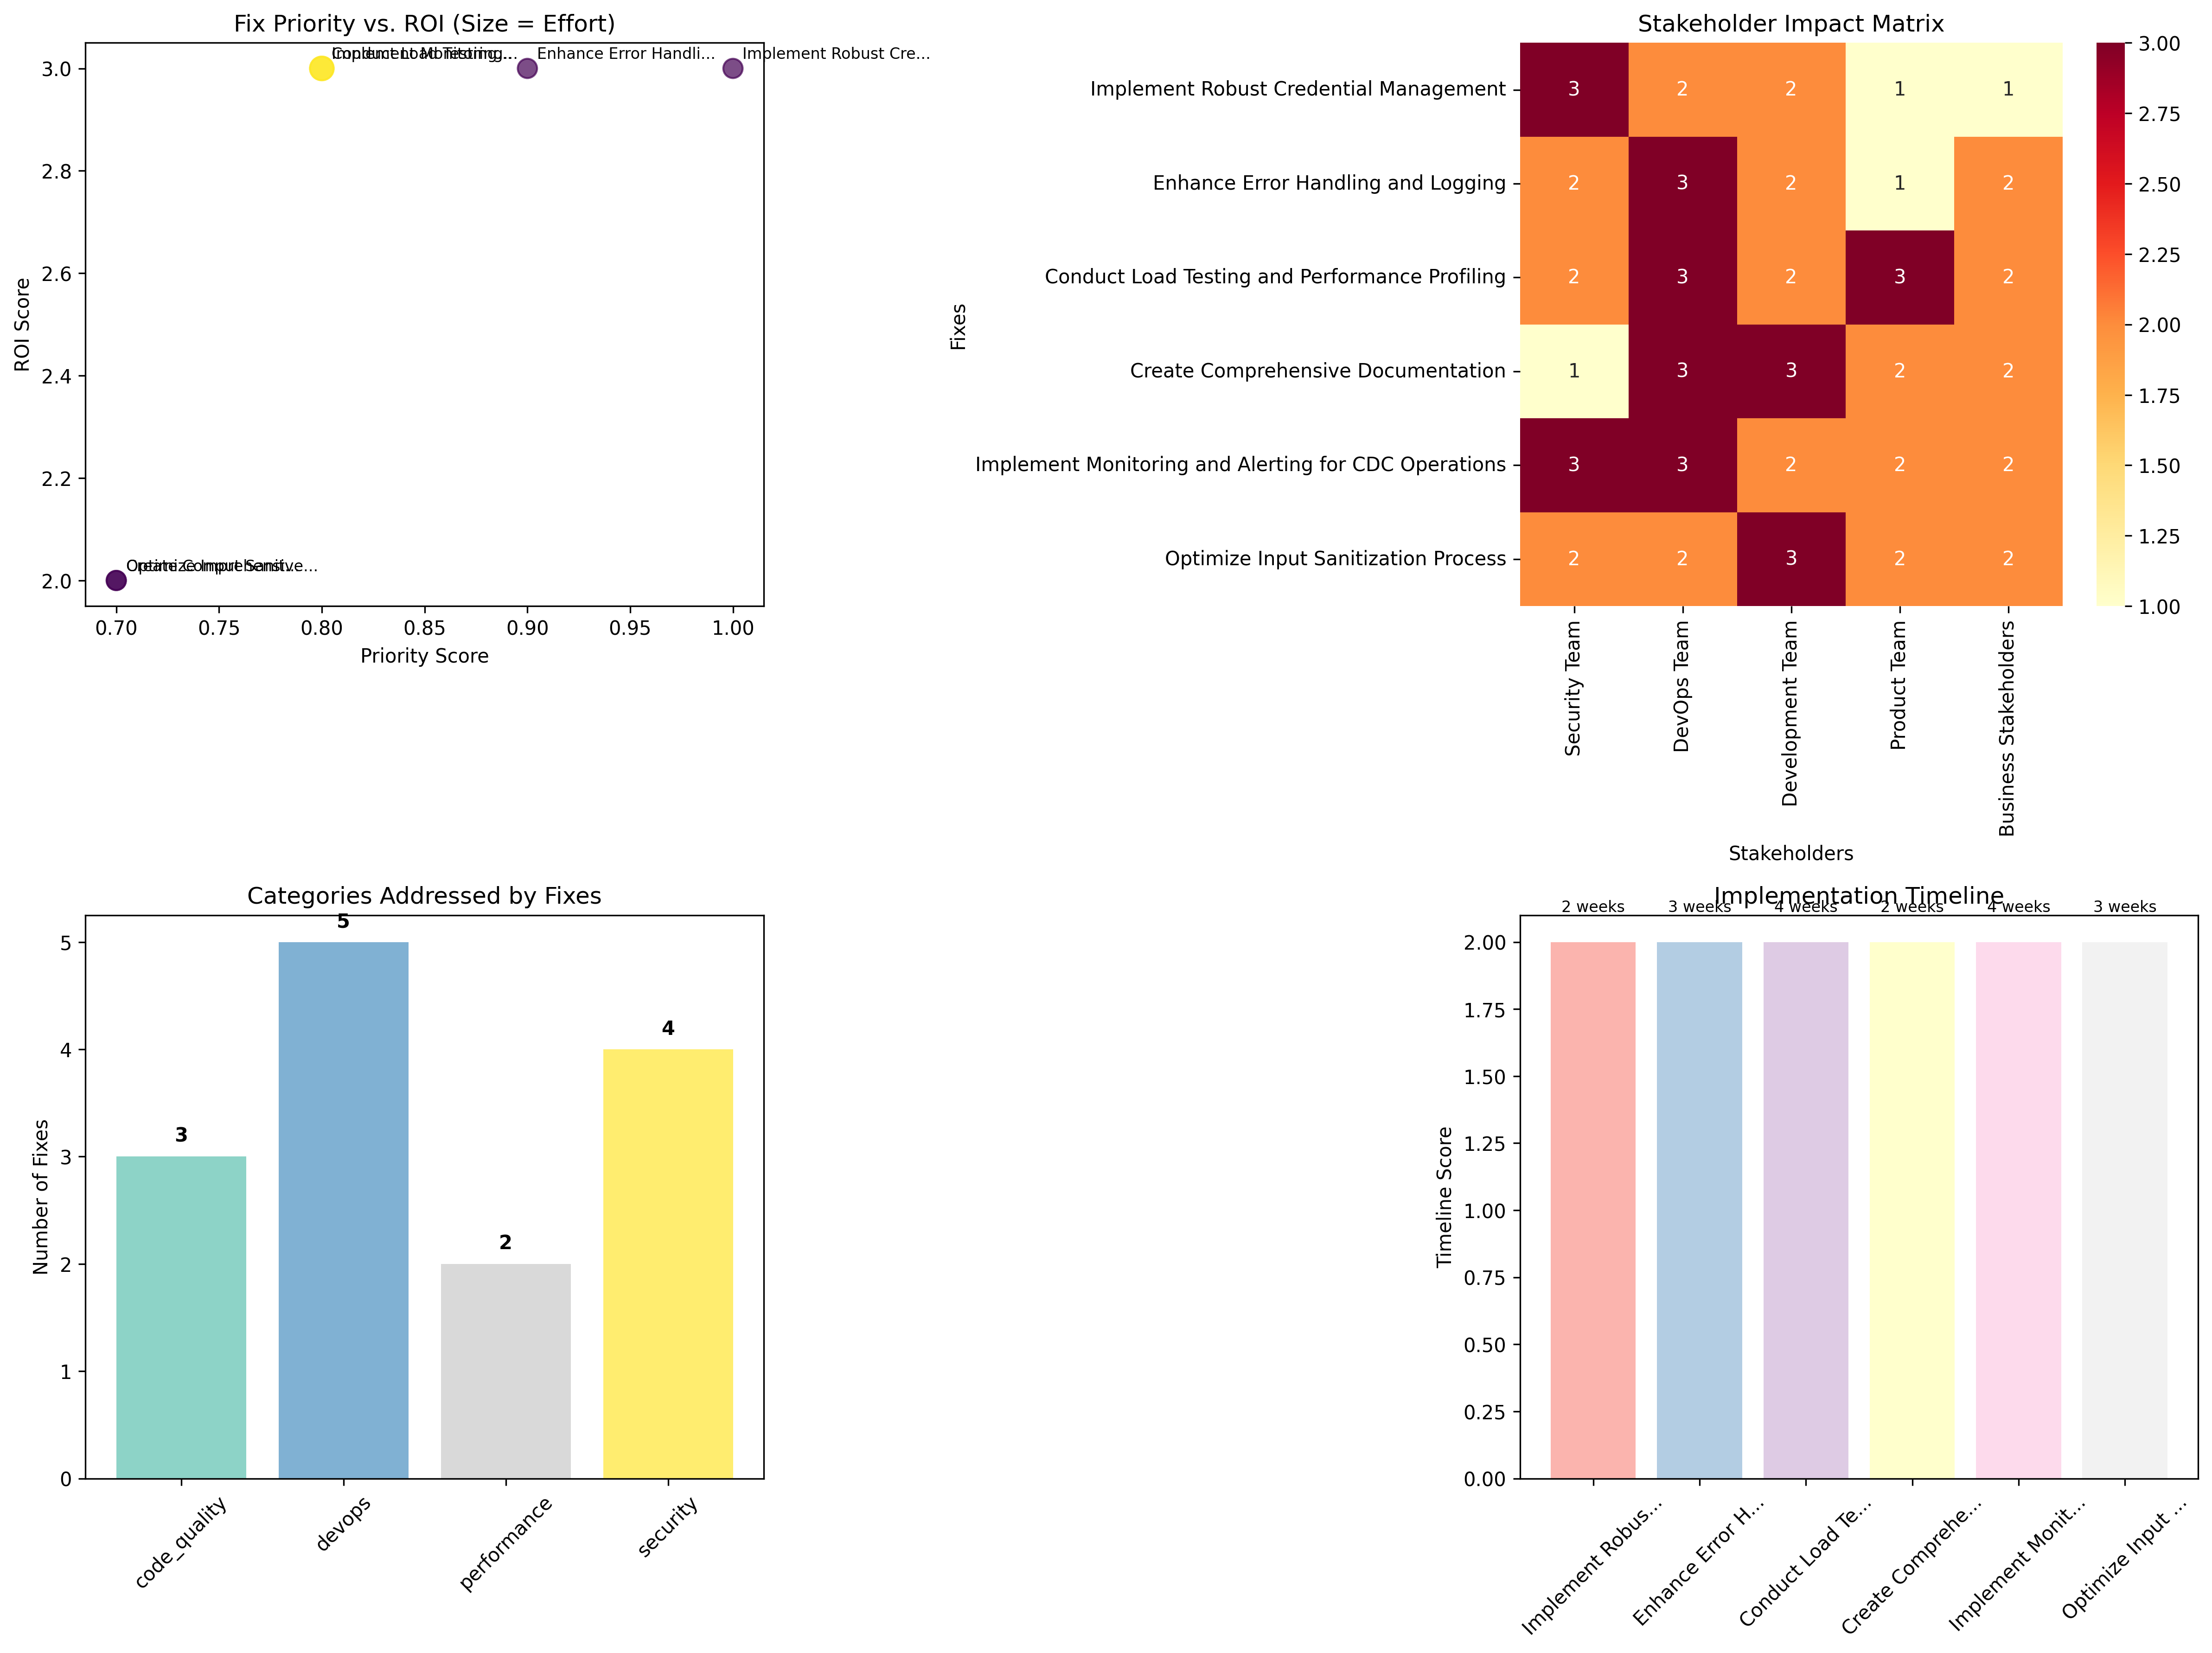 Fix Priority vs. ROI (Size = Effort)
ROI Score
3.0
2.8
2.6
2.4
2.2
2.0
Enhance Error Handli...
Implement Robust Cre...
0.70
0.75
0.80
0.85
0.90
0.95
1.00
Priority Score
Stakeholder Impact Matrix
Fixes
Implement Robust Credential Management
3 2 2 1 1
Enhance Error Handling and Logging
2 3 2 1 2
Conduct Load Testing and Performance Profiling
2 3 2 3 2
Create Comprehensive Documentation
1 3 3 2 2
Implement Monitoring and Alerting for CDC Operations
3 3 2 2 2
Optimize Input Sanitization Process
2 2 3 2 2
Security Team
DevOps Team
Development Team
Product Team
Business Stakeholders
Stakeholders
3.00
2.75
2.50
2.25
2.00
1.75
1.50
1.25
1.00
Categories Addressed by Fixes
Number of Fixes
5
4
3
2
1
0
3
5
2
4
code_quality
devops
performance
security
Implementation Timeline
2 weeks
3 weeks
4 weeks
2 weeks
4 weeks
3 weeks
Timeline Score
2.00
1.75
1.50
1.25
1.00
0.75
0.50
0.25
0.00
Implement Robus...
Enhance Error H...
Conduct Load Te...
Create Comprehe...
Implement Monit...
Optimize Input ...